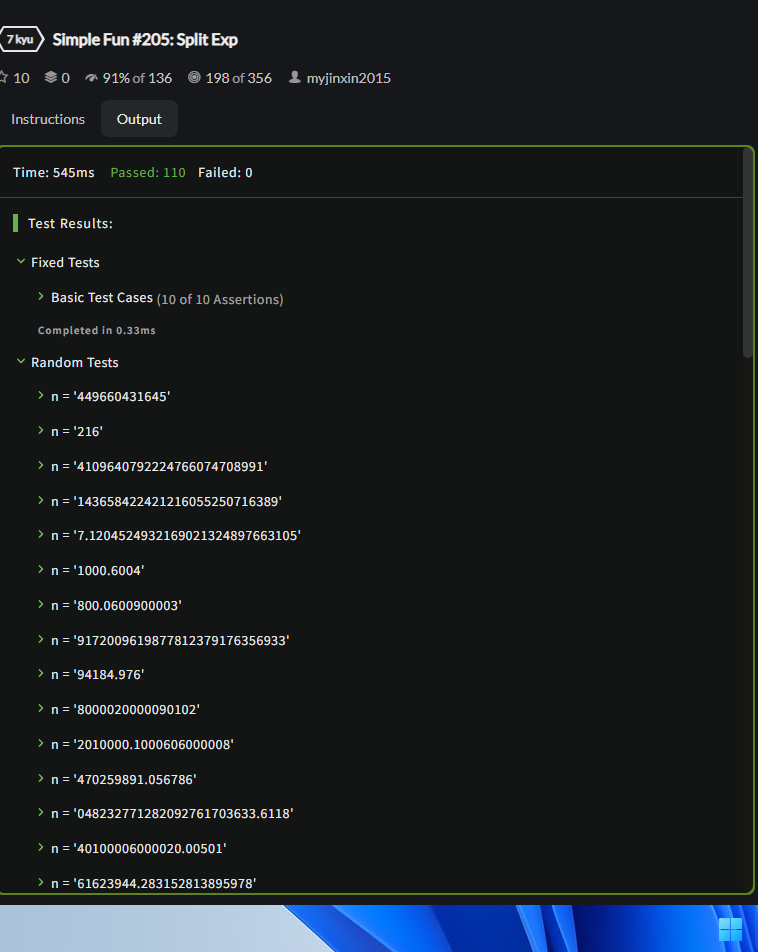 7 kyu Simple Fun #205: Split Exp
10 0 91% of 136 198 of 356 myjinxin2015
Instructions Output
Time: 545ms Passed: 110 Failed: 0
Test Results:
Fixed Tests
Basic Test Cases (10 of 10 Assertions)
Completed in 0.33ms
Random Tests
n = '449660431645'
n = '216'
n = '4109640792224766074708991'
n = '143658422421216055250716389'
n = '7.1204524932169021324897663105'
n = '1000.6004'
n = '800.0600900003'
n = '9172009619877812379176356933'
n = '94184.976'
n = '8000020000090102'
n = '2010000.1000606000008'
n = '470259891.056786'
n = '048232771282092761703633.6118'
n = '40100006000020.00501'
n = '61623944.283152813895978'